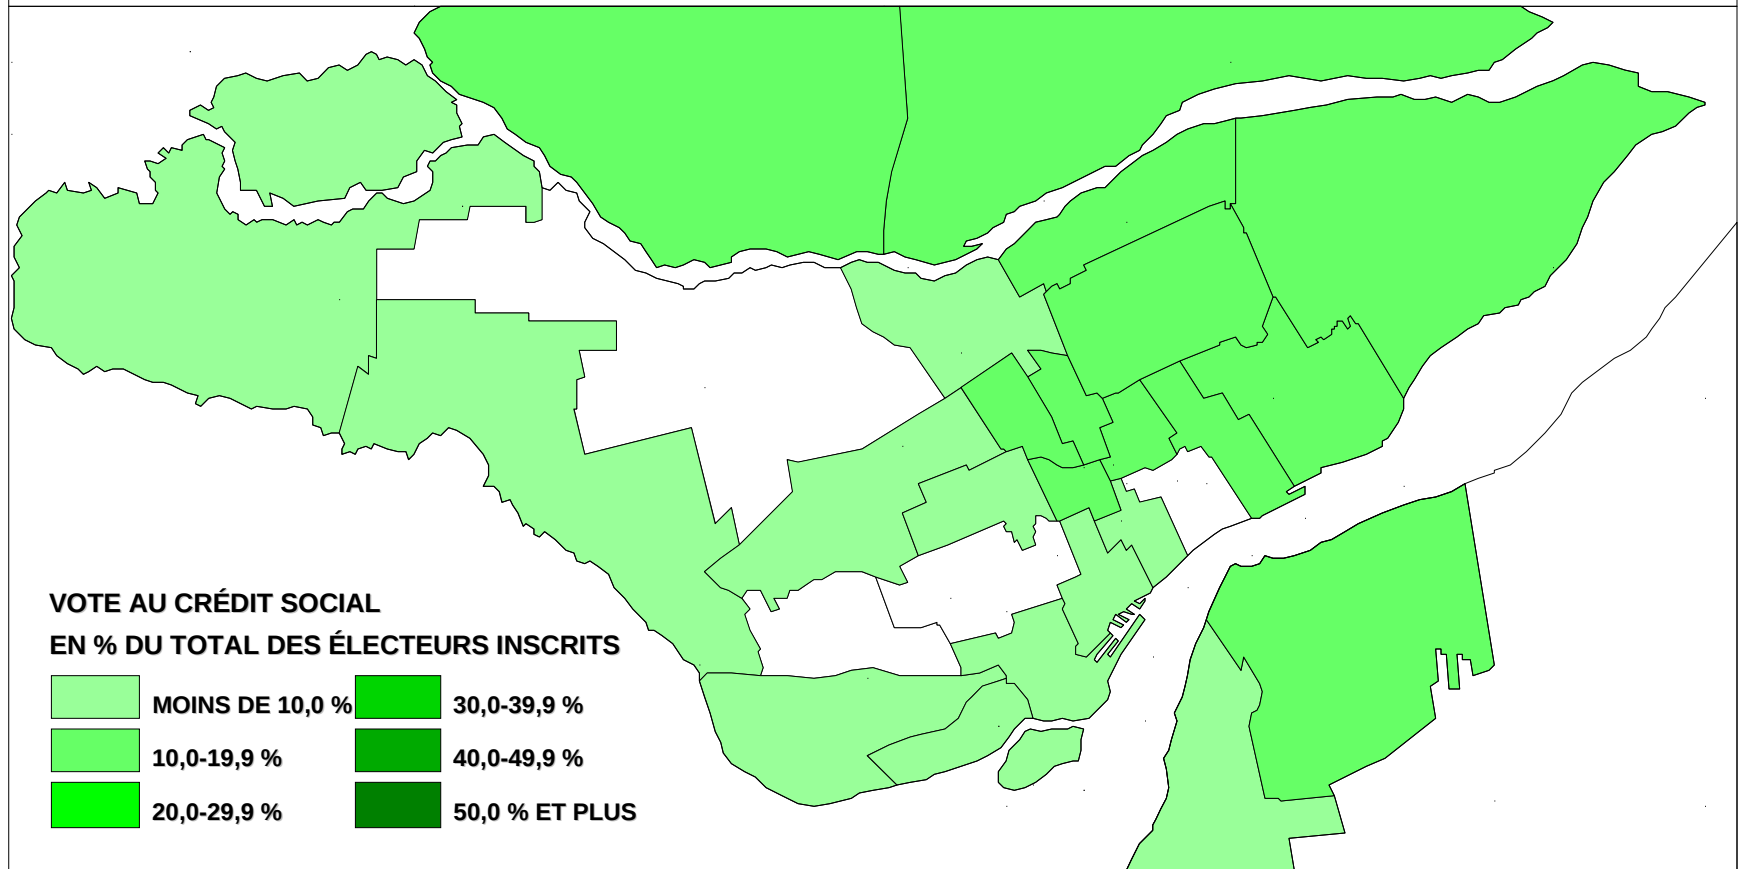 VOTE AU CRÉDIT SOCIAL
EN % DU TOTAL DES ÉLECTEURS INSCRITS
MOINS DE 10,0 %
30,0-39,9 %
10,0-19,9 %
40,0-49,9 %
20,0-29,9 %
50,0 % ET PLUS